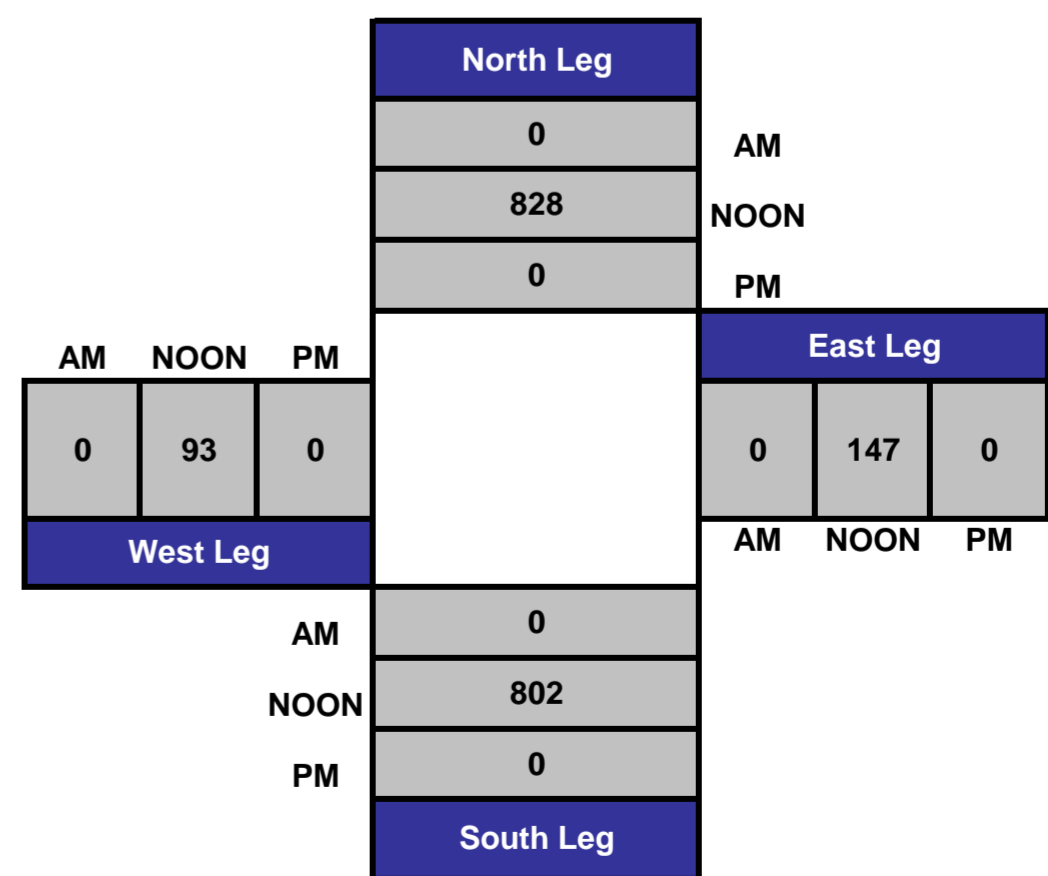 North Leg
0
AM
828
NOON
0
PM
East Leg
AM NOON PM
0 93 0
0 147 0
West Leg
AM NOON PM
0
AM
802
NOON
0
PM
South Leg